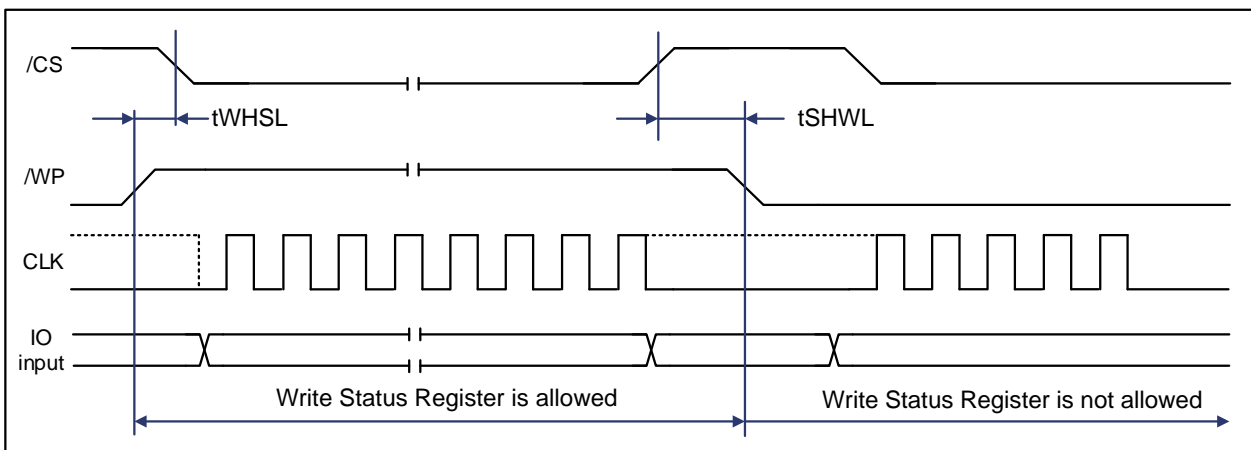 /CS
tWHSL
tSHWL
/WP
CLK
IO
input
Write Status Register is allowed
Write Status Register is not allowed